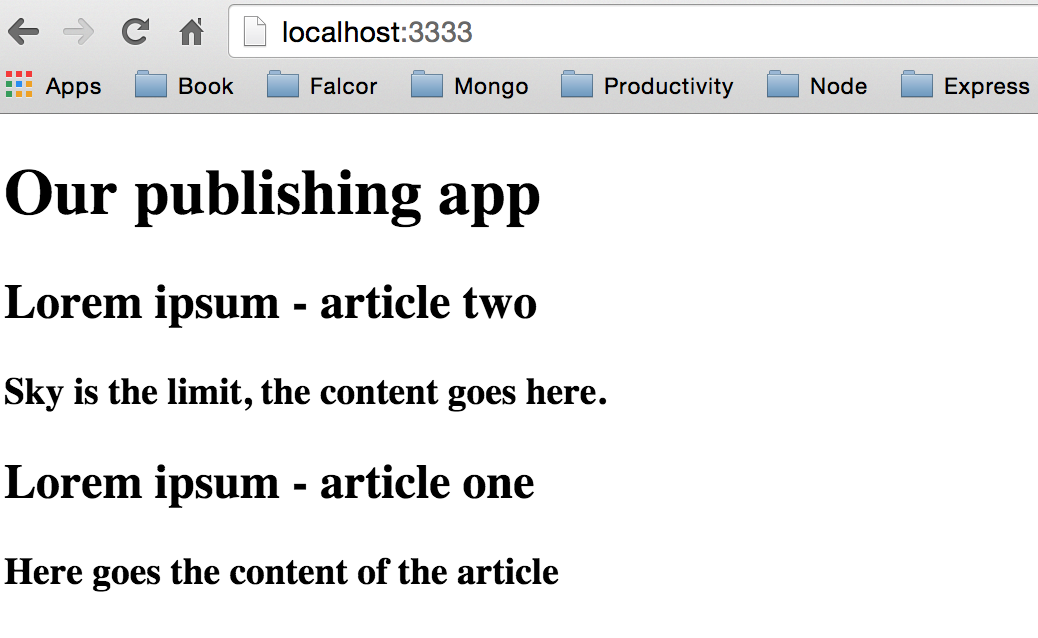 localhost:3333
Apps Book Falcor Mongo Productivity Node Express
Our publishing app
Lorem ipsum - article two
Sky is the limit, the content goes here.
Lorem ipsum - article one
Here goes the content of the article